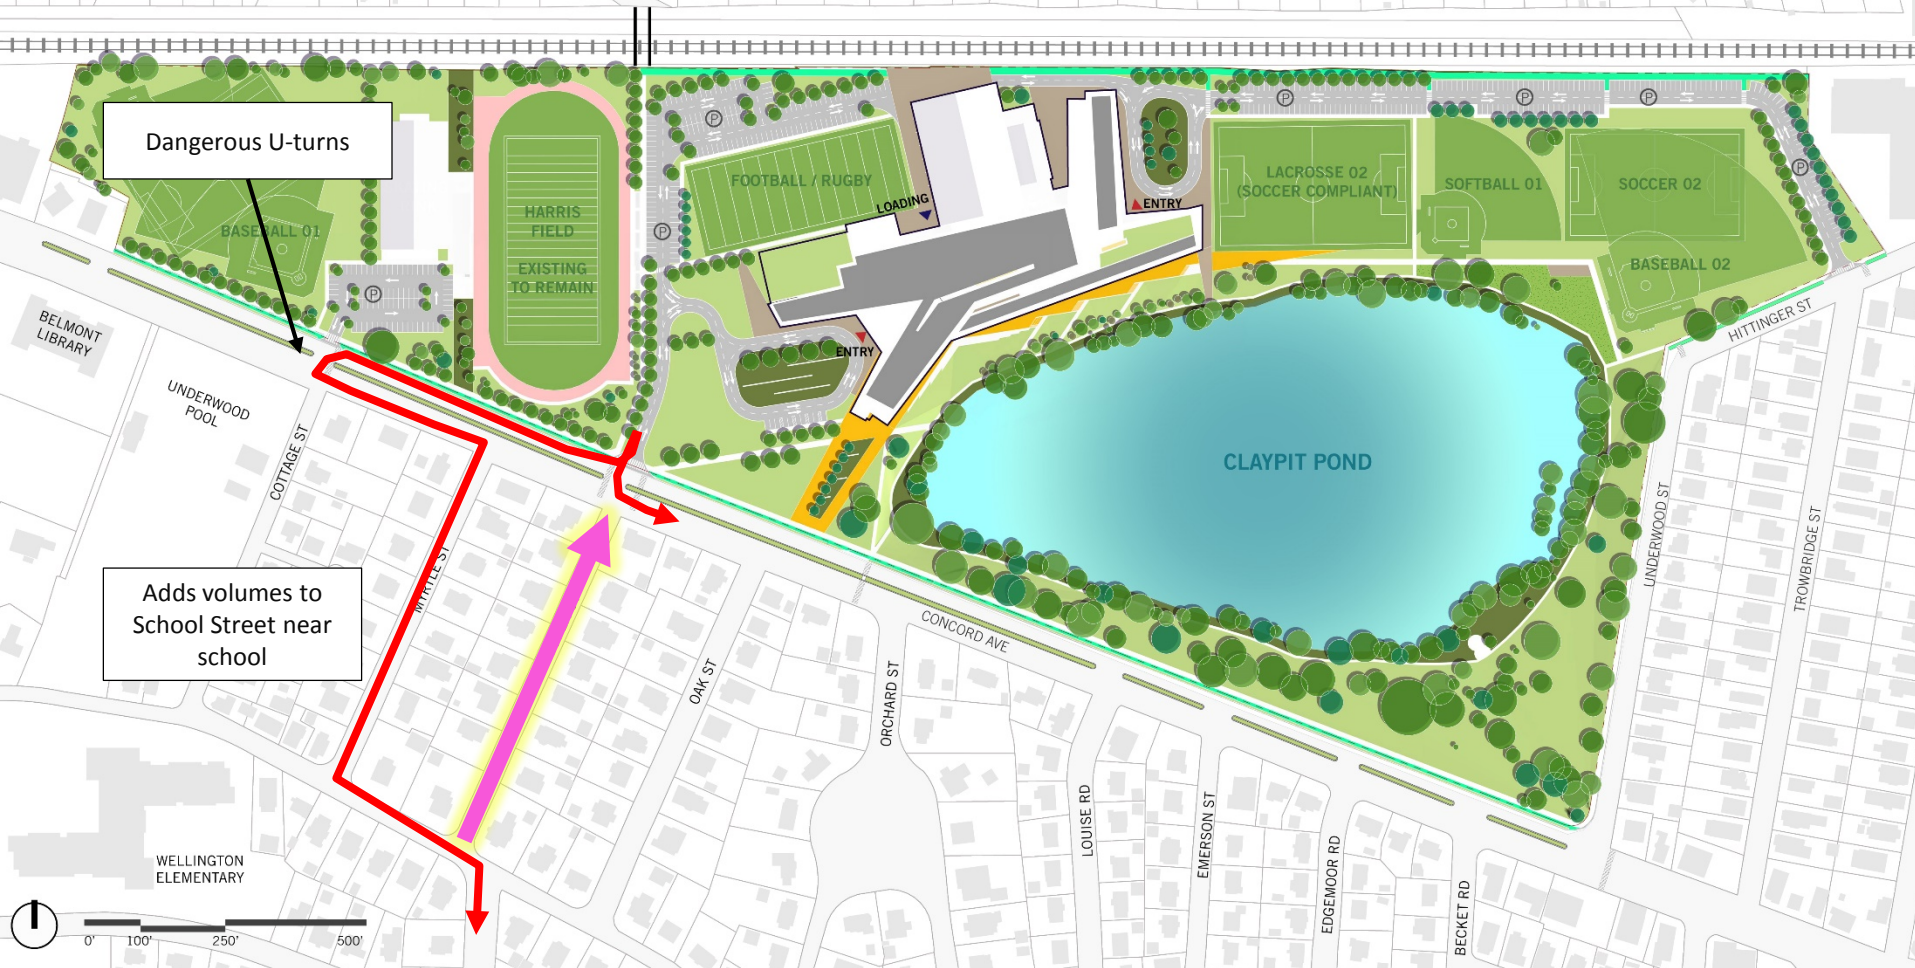 Dangerous U-turns
BASEBALL 01
HARRIS
FIELD
EXISTING
TO REMAIN
P
P
P
FOOTBALL / RUGBY
LOADING
ENTRY
ENTRY
P
P
P
P
LACROSSE 02
(SOCCER COMPLIANT)
SOFTBALL 01
SOCCER 02
BASEBALL 02
HITTINGER ST
BELMONT
LIBRARY
UNDERWOOD
POOL
COTTAGE ST
MYRTLE ST
CLAYPIT POND
UNDERWOOD ST
TROWBRIDGE ST
Adds volumes to
School Street near
school
OAK ST
ORCHARD ST
CONCORD AVE
LOUISE RD
EMERSON ST
EDGEMOOR RD
BECKET RD
WELLINGTON
ELEMENTARY
0' 100' 250' 500'